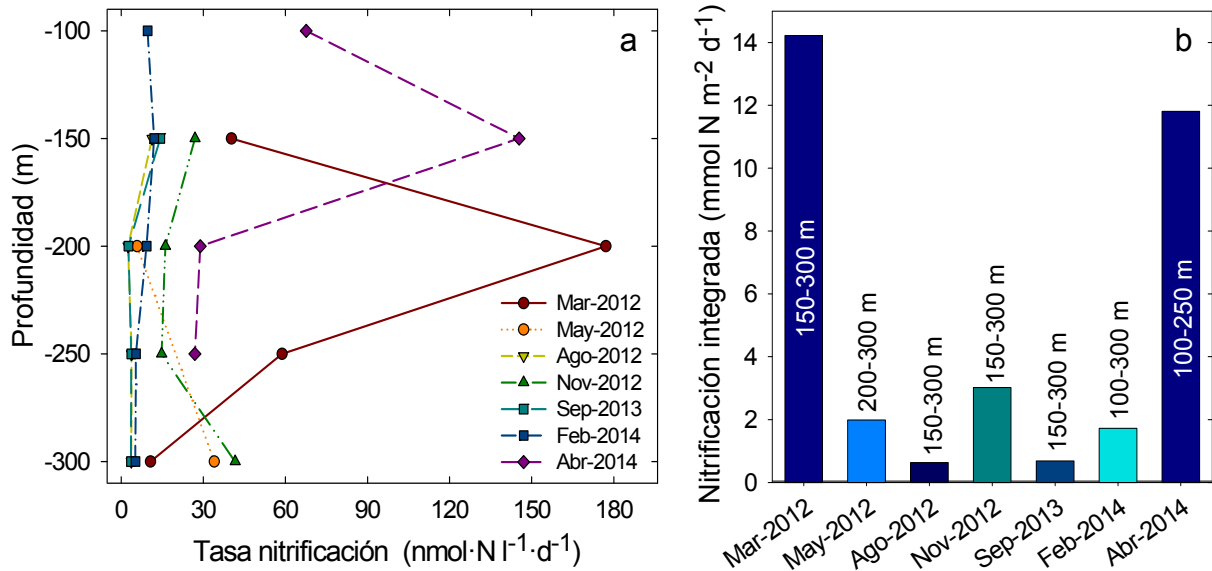 a
-100
-150
-200
-250
-300
Profundidad (m)
0 30 60 90 120 150 180
Tasa nitrificación (nmol·N l⁻¹·d⁻¹)
Mar-2012
May-2012
Ago-2012
Nov-2012
Sep-2013
Feb-2014
Abr-2014
b
Nitrificación integrada (mmol N m⁻² d⁻¹)
14
12
10
8
6
4
2
0
150-300 m
200-300 m
150-300 m
150-300 m
150-300 m
100-300 m
100-250 m
Mar-2012
May-2012
Ago-2012
Nov-2012
Sep-2013
Feb-2014
Abr-2014